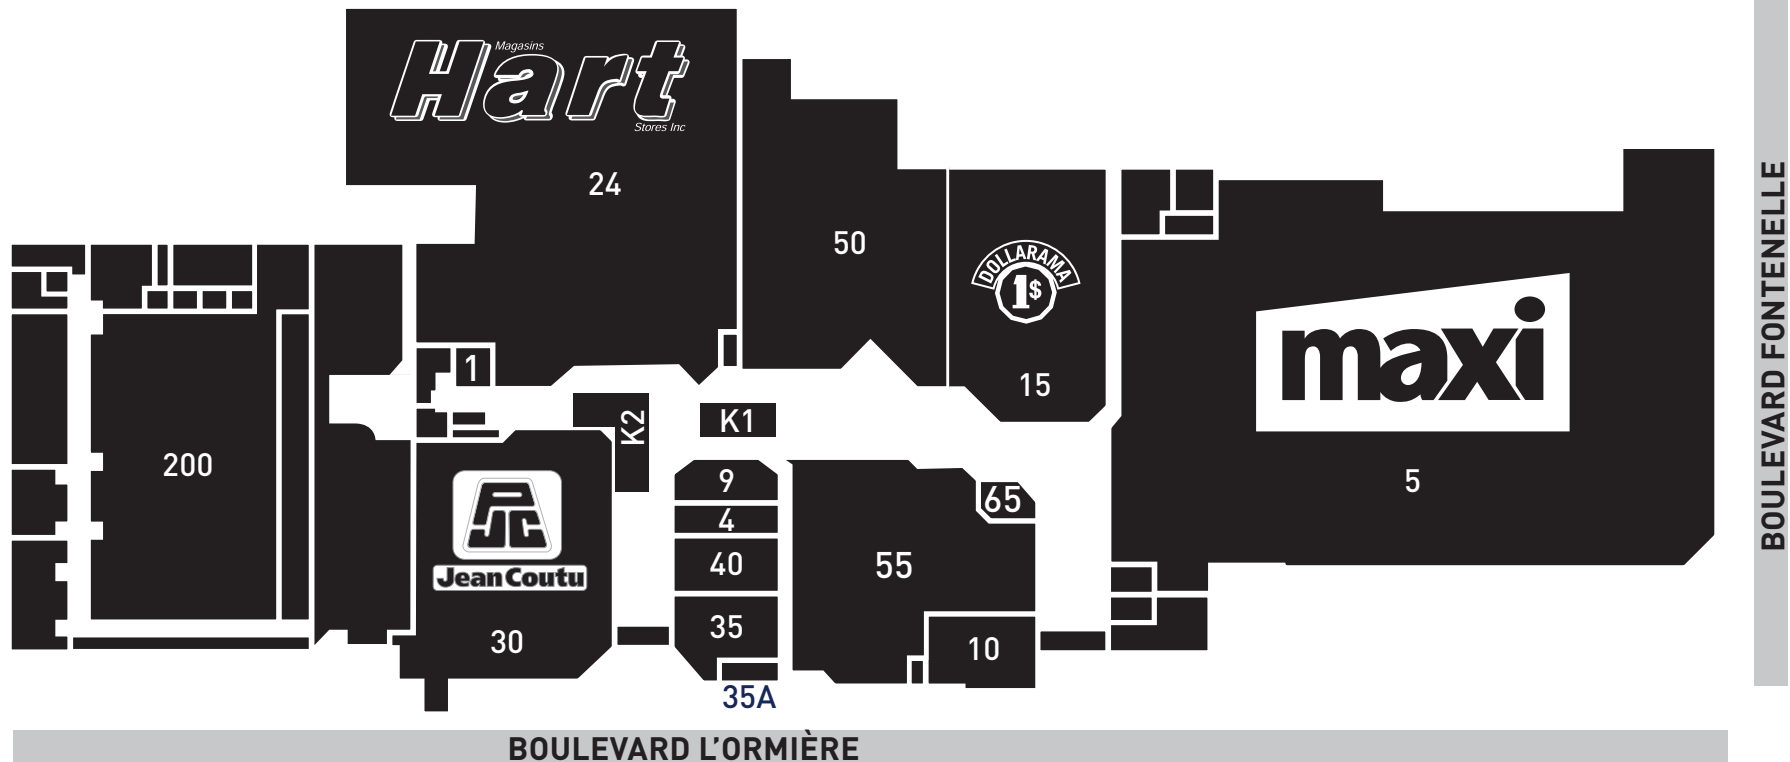 Magasins
Hart
Stores Inc
24
50
DOLLARAMA
1$
15
maxi
5
BOULEVARD FONTENELLE
1
K2
K1
200
9
4
40
35
35A
65
55
10
PJC
Jean Coutu
30
BOULEVARD L'ORMIÈRE